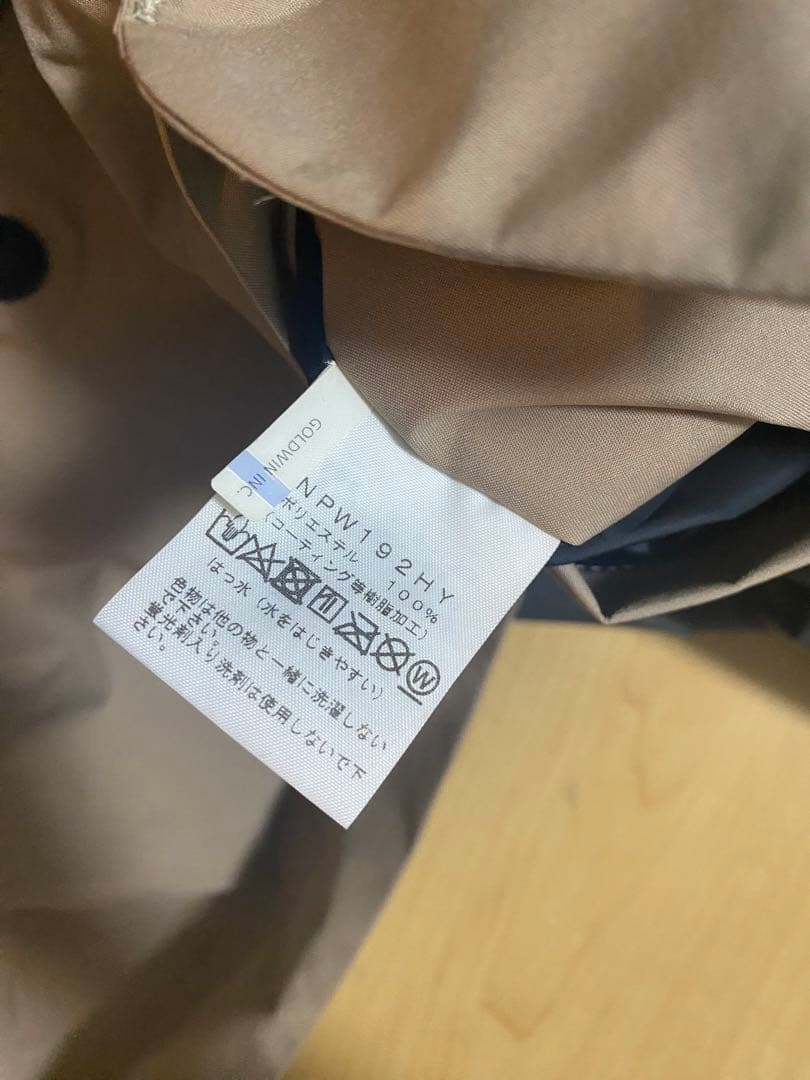 GOLDWIN INC.
NPW192HY
ポリエステル 100%
(コーティング等樹脂加工)
W
はっ水 (水をはじきやすい)
色物は他の物と一緒に洗濯しない
で下さい。
蛍光剤入り洗剤は使用しないで下
さい。